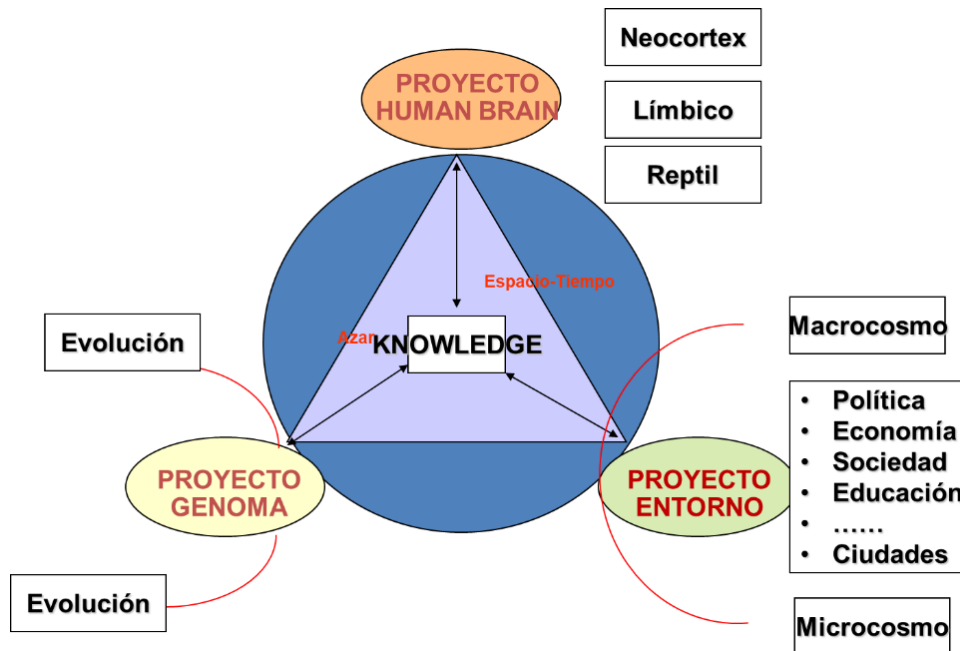 Neocortex
PROYECTO
HUMAN BRAIN
Límbico
Reptil
Espacio-Tiempo
Azar
KNOWLEDGE
Evolución
Macrocosmo
• Política
• Economía
• Sociedad
• Educación
• ......
• Ciudades
PROYECTO
GENOMA
PROYECTO
ENTORNO
Evolución
Microcosmo